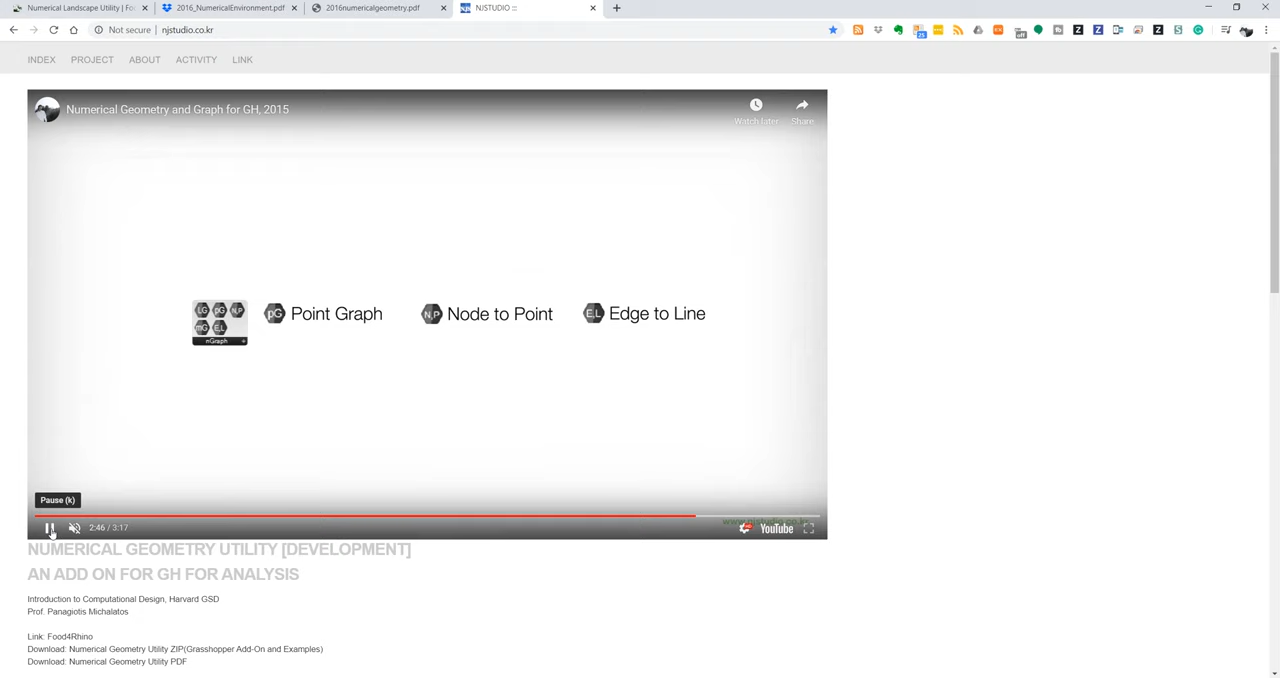 Numerical Landscape Utility | Fo
2016_NumericalEnvironment.pdf
2016numericalgeometry.pdf
NJSTUDIO :::
Not secure | njstudio.co.kr
INDEX PROJECT ABOUT ACTIVITY LINK
Numerical Geometry and Graph for GH, 2015
Watch later
Share
LG pG N,P
mG E,L
nGraph +
pG Point Graph
N,P Node to Point
E,L Edge to Line
Pause (k)
2:46 / 3:17
YouTube
NUMERICAL GEOMETRY UTILITY [DEVELOPMENT]
AN ADD ON FOR GH FOR ANALYSIS
Introduction to Computational Design, Harvard GSD
Prof. Panagiotis Michalatos
Link: Food4Rhino
Download: Numerical Geometry Utility ZIP(Grasshopper Add-On and Examples)
Download: Numerical Geometry Utility PDF